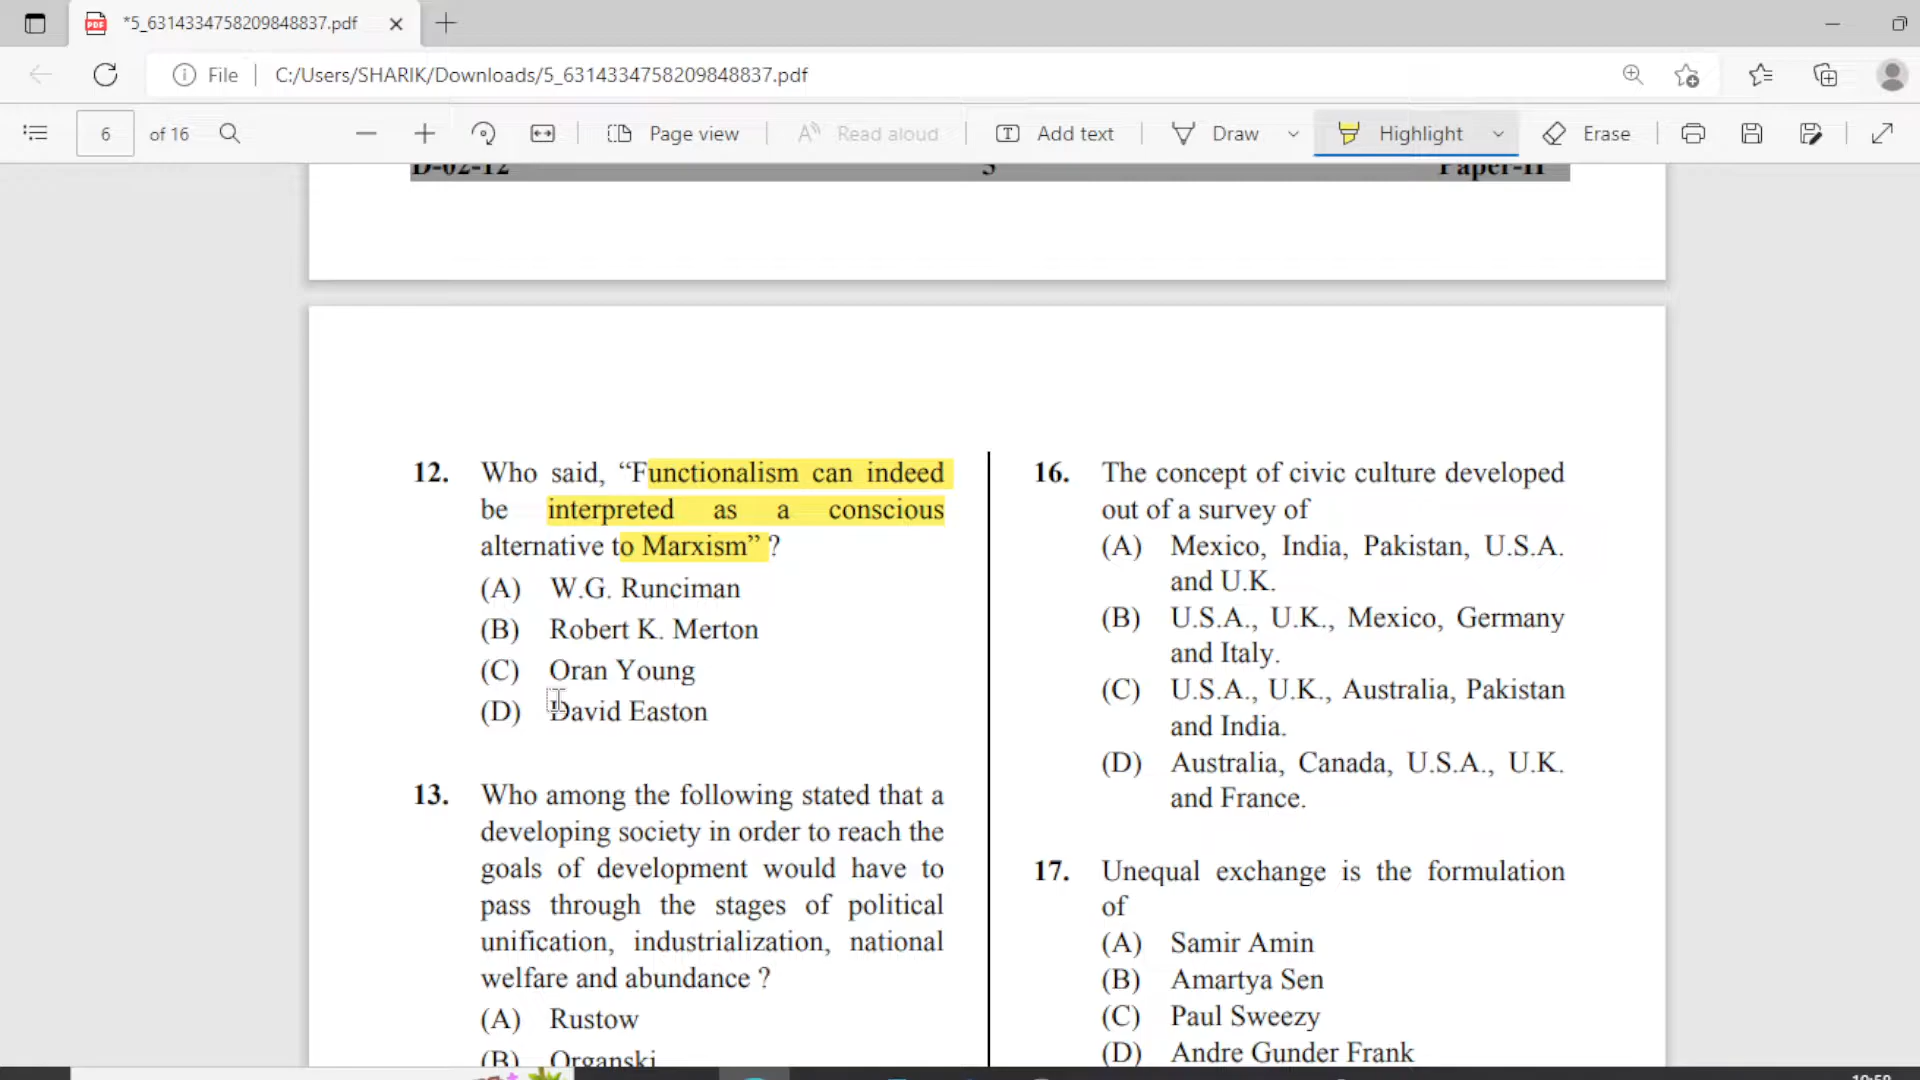 *5_6314334758209848837.pdf
File
C:/Users/SHARIK/Downloads/5_6314334758209848837.pdf
6 of 16
Page view
Read aloud
Add text
Draw
Highlight
Erase
D-02-12 5 Paper-II
12. Who said, “Functionalism can indeed
be interpreted as a conscious
alternative to Marxism” ?
(A) W.G. Runciman
(B) Robert K. Merton
(C) Oran Young
(D) David Easton
13. Who among the following stated that a
developing society in order to reach the
goals of development would have to
pass through the stages of political
unification, industrialization, national
welfare and abundance ?
(A) Rustow
(B) Organski
16. The concept of civic culture developed
out of a survey of
(A) Mexico, India, Pakistan, U.S.A.
and U.K.
(B) U.S.A., U.K., Mexico, Germany
and Italy.
(C) U.S.A., U.K., Australia, Pakistan
and India.
(D) Australia, Canada, U.S.A., U.K.
and France.
17. Unequal exchange is the formulation
of
(A) Samir Amin
(B) Amartya Sen
(C) Paul Sweezy
(D) Andre Gunder Frank